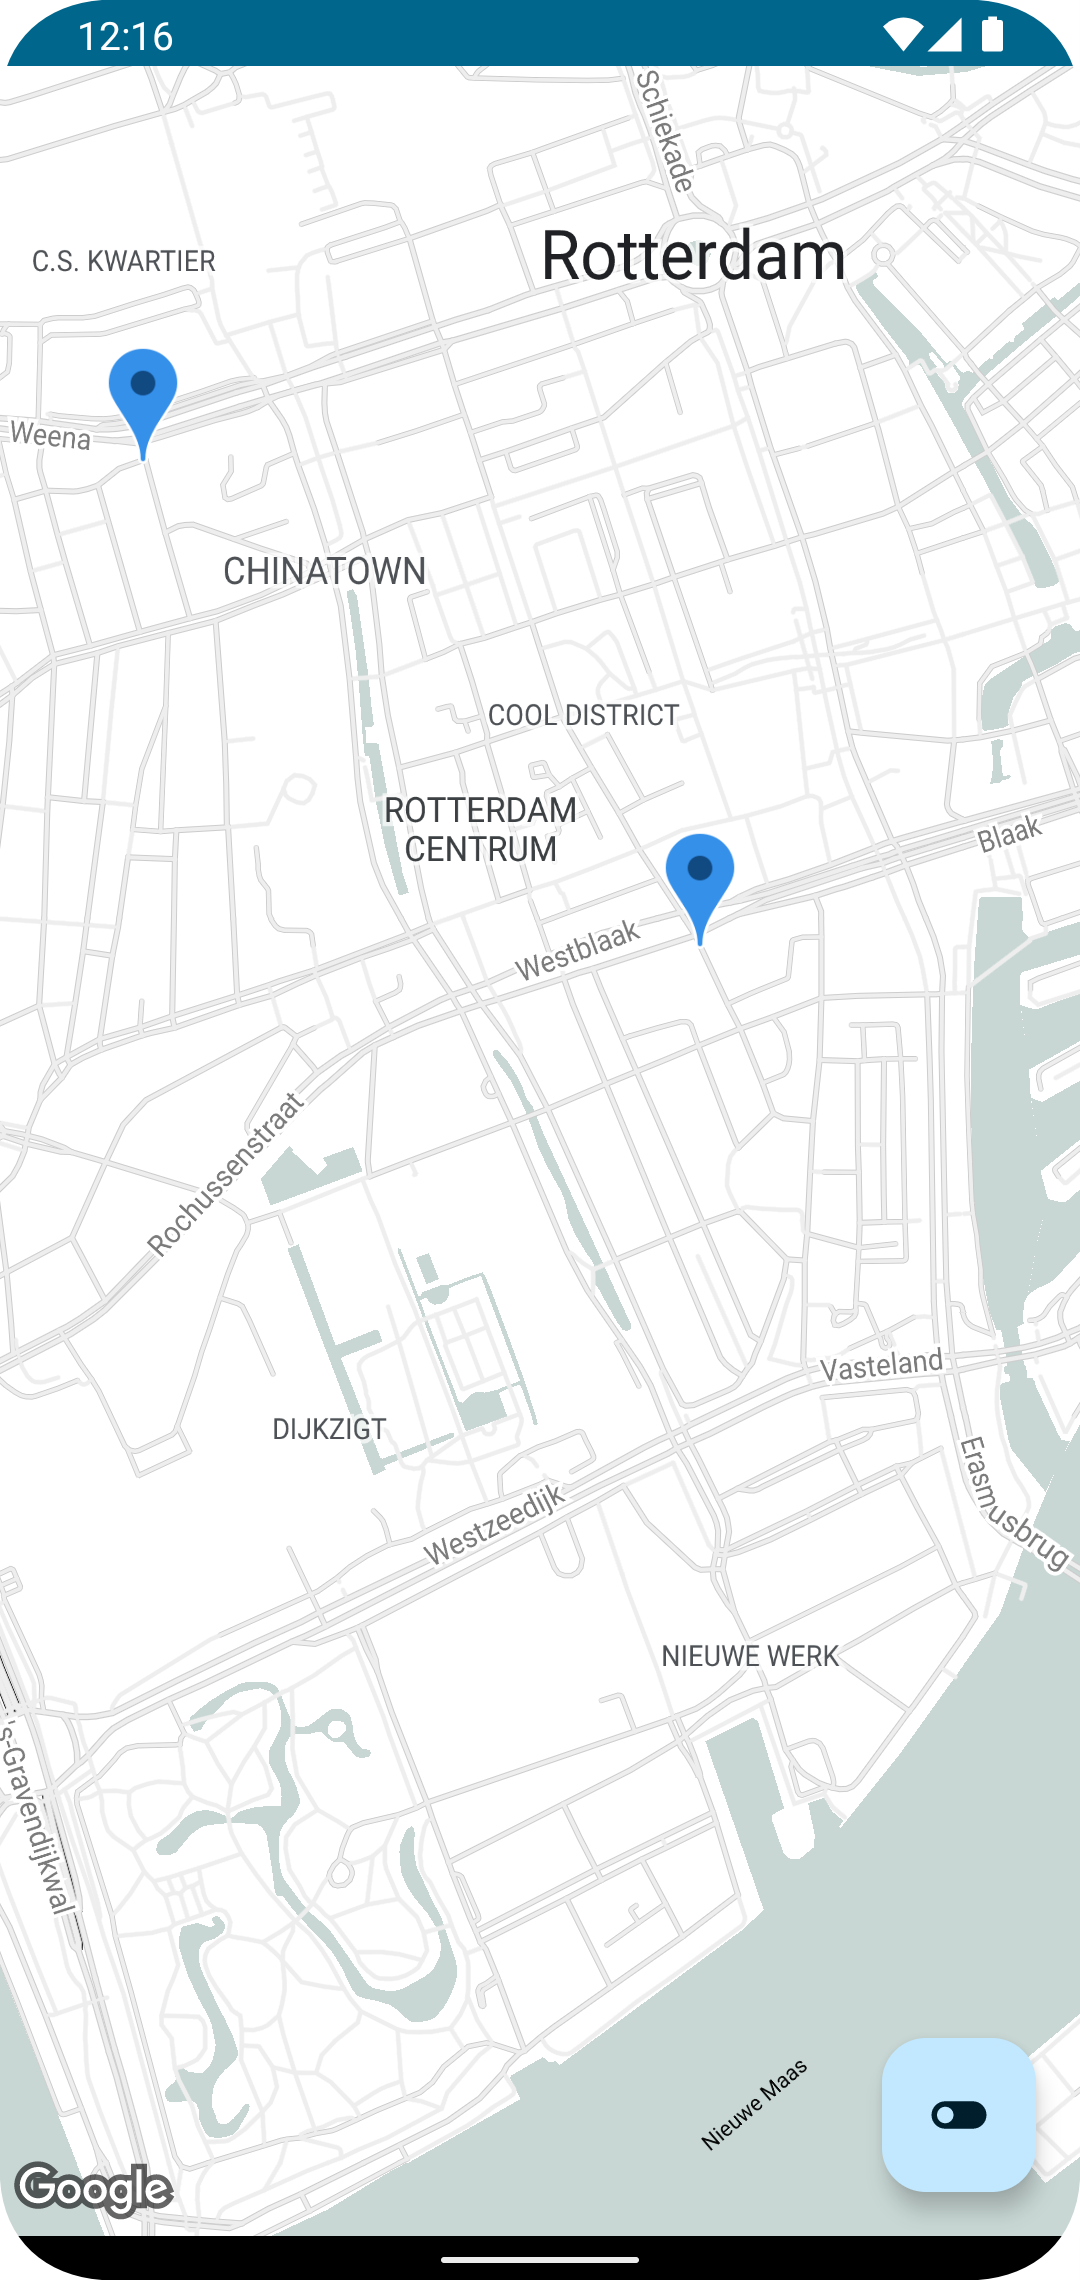 12:16
Schiekade
Rotterdam
C.S. KWARTIER
Weena
CHINATOWN
COOL DISTRICT
ROTTERDAM
CENTRUM
Blaak
Westblaak
Rochussenstraat
Vasteland
DIJKZIGT
Erasmusbrug
Westzeedijk
NIEUWE WERK
's-Gravendijkwal
Nieuwe Maas
Google